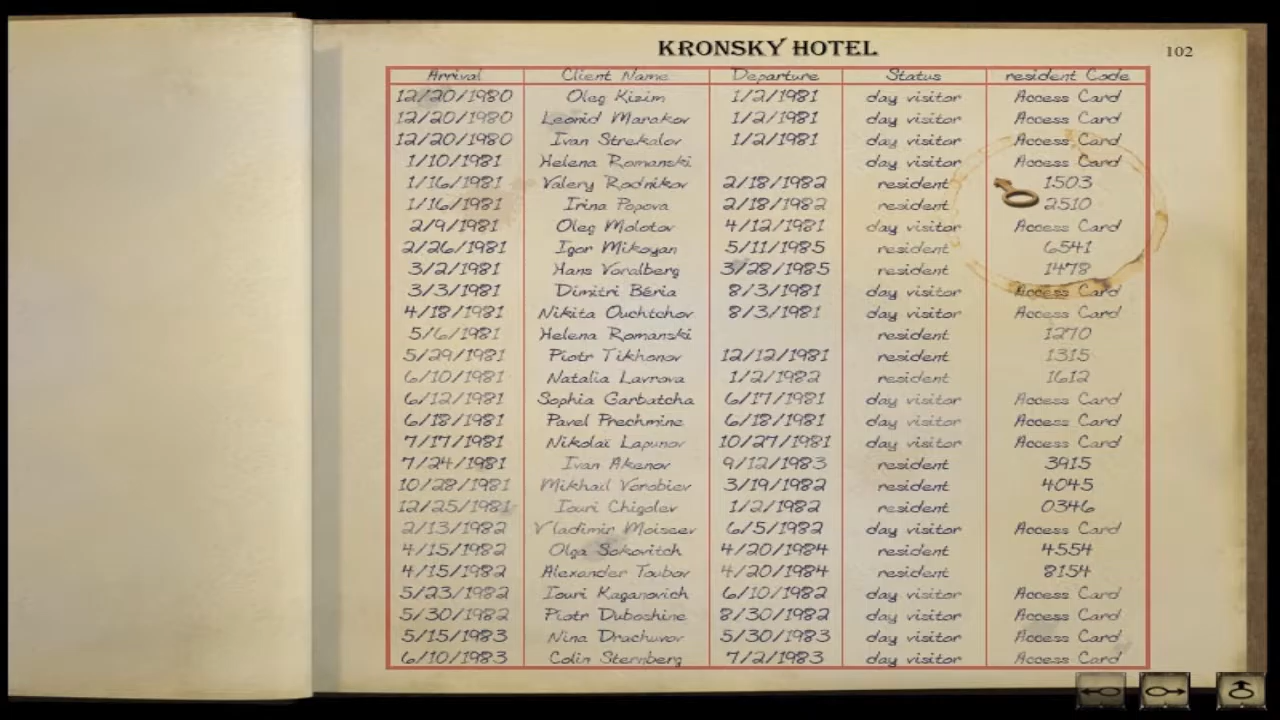 KRONSKY HOTEL 102
Arrival Client Name Departure Status resident Code
12/20/1980 Oleg Kizim 1/2/1981 day visitor Access Card
12/20/1980 Leonid Marakov 1/2/1981 day visitor Access Card
12/20/1980 Ivan Strekalov 1/2/1981 day visitor Access Card
1/10/1981 Helena Romanski day visitor Access Card
1/16/1981 Valery Rodnikov 2/18/1982 resident 1503
1/16/1981 Irina Popova 2/18/1982 resident 2510
2/9/1981 Oleg Molotov 4/12/1981 day visitor Access Card
2/26/1981 Igor Mikoyan 5/11/1985 resident 6541
3/2/1981 Hans Voralberg 3/28/1985 resident 1478
3/3/1981 Dimitri Béria 8/3/1981 day visitor Access Card
4/18/1981 Nikita Ouchtchov 8/3/1981 day visitor Access Card
5/6/1981 Helena Romanski resident 1270
5/29/1981 Piotr Tikhonov 12/12/1981 resident 1315
6/10/1981 Natalia Lavrova 1/2/1982 resident 1612
6/12/1981 Sophia Garbatcha 6/17/1981 day visitor Access Card
6/18/1981 Pavel Prechmine 6/18/1981 day visitor Access Card
7/17/1981 Nikolaï Lapunov 10/27/1981 day visitor Access Card
7/24/1981 Ivan Akenov 9/12/1983 resident 3915
10/28/1981 Mikhail Vorobiev 3/19/1982 resident 4045
12/25/1981 Iouri Chigolev 1/2/1982 resident 0346
2/13/1982 Vladimir Moiseev 6/5/1982 day visitor Access Card
4/15/1982 Olga Sokovitch 4/20/1984 resident 4554
4/15/1982 Alexander Toubov 4/20/1984 resident 8154
5/23/1982 Iouri Kaganovich 6/10/1982 day visitor Access Card
5/30/1982 Piotr Duboshine 8/30/1982 day visitor Access Card
5/15/1983 Nina Drachuvov 5/30/1983 day visitor Access Card
6/10/1983 Colin Sternberg 7/2/1983 day visitor Access Card